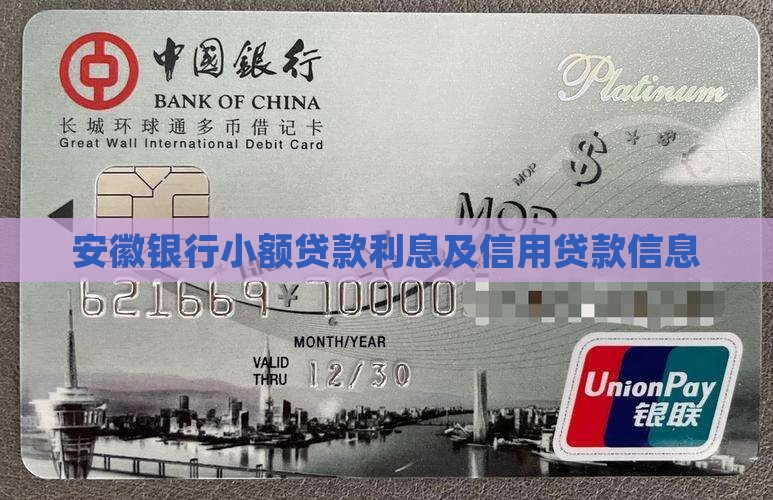 中国銀行
BANK OF CHINA
长城环球通多币借记卡
Great Wall International Debit Card
Platinum
MOP
$
¥
MOP
安徽银行小额贷款利息及信用贷款信息
621669 ¥ 10000
MONTH/YEAR
VALID
THRU
12/30
UnionPay
银联